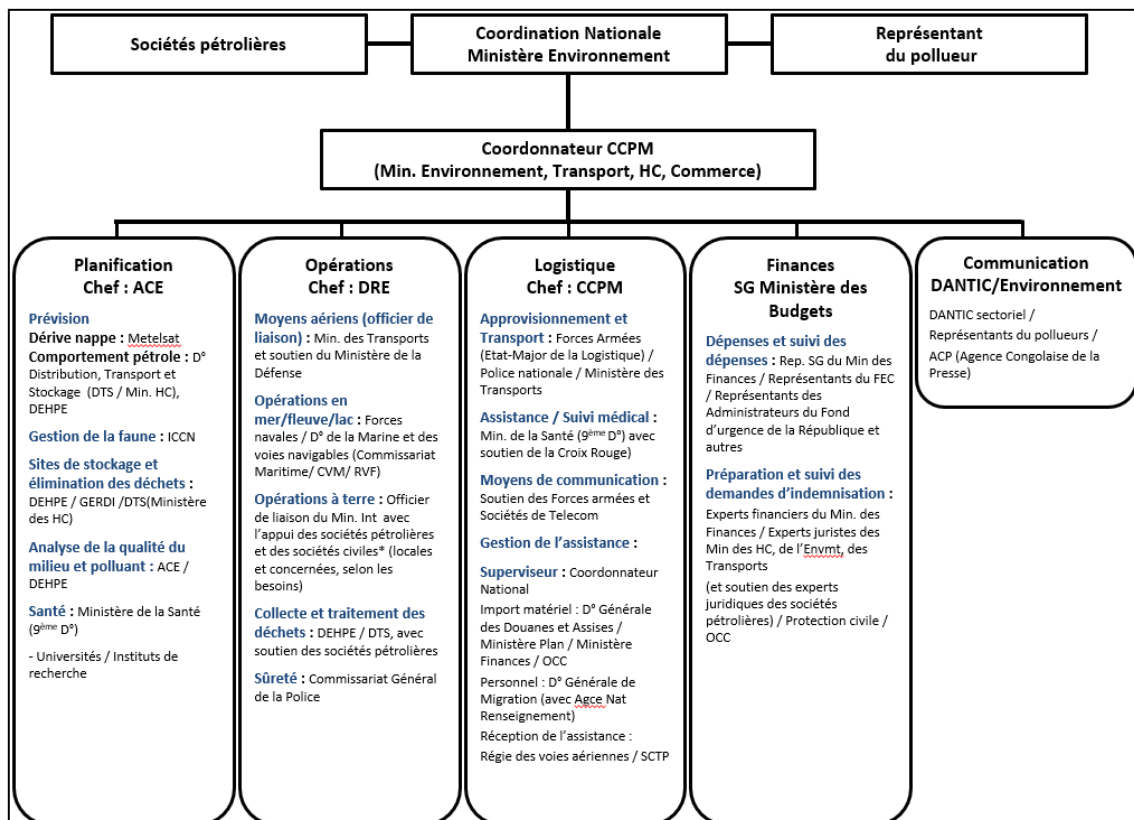 Sociétés pétrolières
Coordination Nationale
Ministère Environnement
Représentant
du pollueur
Coordonnateur CCPM
(Min. Environnement, Transport, HC, Commerce)
Planification
Chef : ACE
Prévision
Dérive nappe : Metelsat
Comportement pétrole : D°
Distribution, Transport et
Stockage (DTS / Min. HC),
DEHPE
Gestion de la faune : ICCN
Sites de stockage et
élimination des déchets :
DEHPE / GERDI /DTS(Ministère
des HC)
Analyse de la qualité du
milieu et polluant : ACE /
DEHPE
Santé : Ministère de la Santé
(9ème D°)
- Universités / Instituts de
recherche
Opérations
Chef : DRE
Moyens aériens (officier de
liaison) : Min. des Transports
et soutien du Ministère de la
Défense
Opérations en
mer/fleuve/lac : Forces
navales / D° de la Marine et des
voies navigables (Commissariat
Maritime/ CVM/ RVF)
Opérations à terre : Officier
de liaison du Min. Int avec
l'appui des sociétés pétrolières
et des sociétés civiles* (locales
et concernées, selon les
besoins)
Collecte et traitement des
déchets : DEHPE / DTS, avec
soutien des sociétés pétrolières
Sûreté : Commissariat Général
de la Police
Logistique
Chef : CCPM
Approvisionnement et
Transport : Forces Armées
(Etat-Major de la Logistique) /
Police nationale / Ministère des
Transports
Assistance / Suivi médical :
Min. de la Santé (9ème D°) avec
soutien de la Croix Rouge)
Moyens de communication :
Soutien des Forces armées et
Sociétés de Telecom
Gestion de l'assistance :
Superviseur : Coordonnateur
National
Import matériel : D° Générale
des Douanes et Assises /
Ministère Plan / Ministère
Finances / OCC
Personnel : D° Générale de
Migration (avec Agce Nat
Renseignement)
Réception de l'assistance :
Régie des voies aériennes / SCTP
Finances
SG Ministère des
Budgets
Dépenses et suivi des
dépenses : Rep. SG du Min des
Finances / Représentants du FEC
/ Représentants des
Administrateurs du Fond
d'urgence de la République et
autres
Préparation et suivi des
demandes d'indemnisation :
Experts financiers du Min. des
Finances / Experts juristes des
Min des HC, de l'Envmt, des
Transports
(et soutien des experts
juridiques des sociétés
pétrolières) / Protection civile /
OCC
Communication
DANTIC/Environnement
DANTIC sectoriel /
Représentants du pollueurs /
ACP (Agence Congolaise de la
Presse)